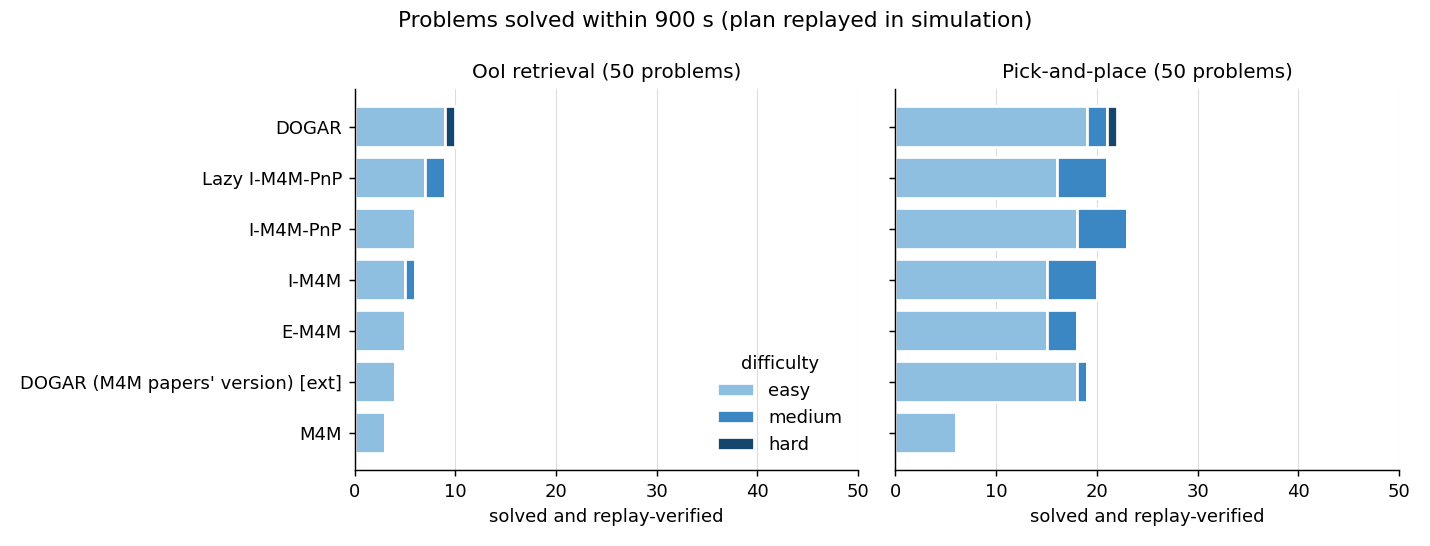 Problems solved within 900 s (plan replayed in simulation)
OoI retrieval (50 problems)
Pick-and-place (50 problems)
DOGAR
Lazy I-M4M-PnP
I-M4M-PnP
I-M4M
E-M4M
DOGAR (M4M papers' version) [ext]
M4M
difficulty
easy
medium
hard
0 10 20 30 40 50
0 10 20 30 40 50
solved and replay-verified
solved and replay-verified